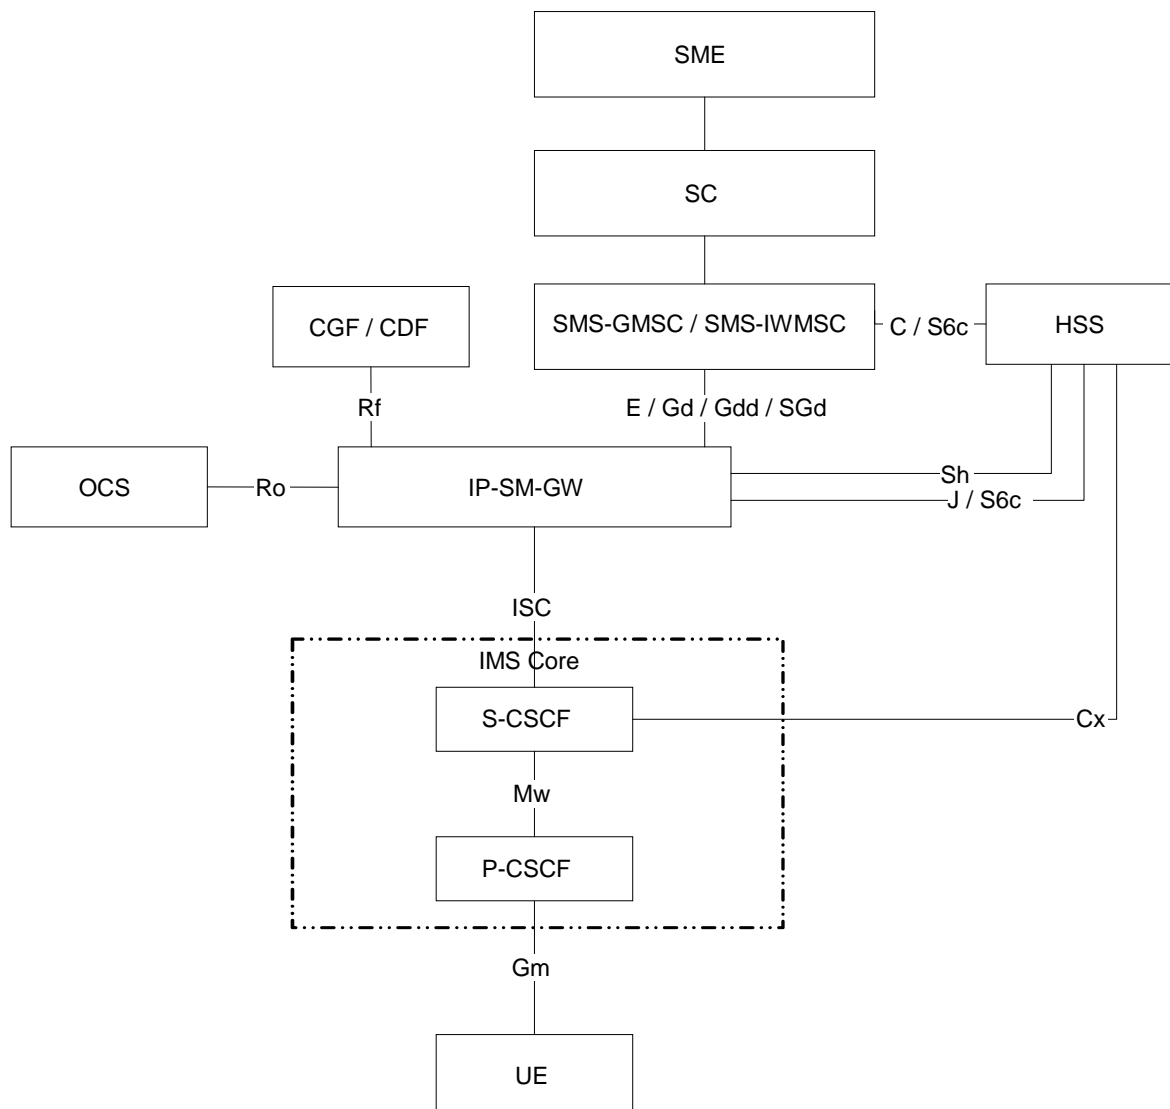 SME
SC
CGF / CDF
SMS-GMSC / SMS-IWMSC
C / S6c
HSS
Rf
E / Gd / Gdd / SGd
OCS
Ro
IP-SM-GW
Sh
J / S6c
ISC
IMS Core
S-CSCF
Cx
Mw
P-CSCF
Gm
UE